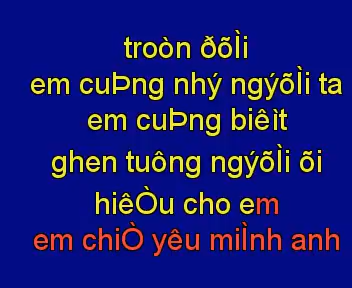 troòn ðõÌi
em cuÞng nhý ngýõÌi ta
em cuÞng biêìt
ghen tuông ngýõÌi õi
hiêÒu cho em
em chiÒ yêu miÌnh anh